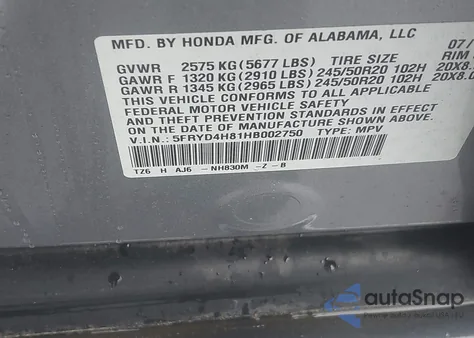 MFD. BY HONDA MFG. OF ALABAMA, LLC 07/
GVWR 2575 KG (5677 LBS) TIRE SIZE RIM
GAWR F 1320 KG (2910 LBS) 245/50R20 102H 20X8.
GAWR R 1345 KG (2965 LBS) 245/50R20 102H 20X8.0
THIS VEHICLE CONFORMS TO ALL APPLICABLE
FEDERAL MOTOR VEHICLE SAFETY
AND THEFT PREVENTION STANDARDS IN EFFECT
ON THE DATE OF MANUFACTURE SHOWN ABOVE.
V.I.N.: 5FRYD4H81HB002750 TYPE: MPV
TZ6 H AJ6 -NH830M -Z -B
autoSnap